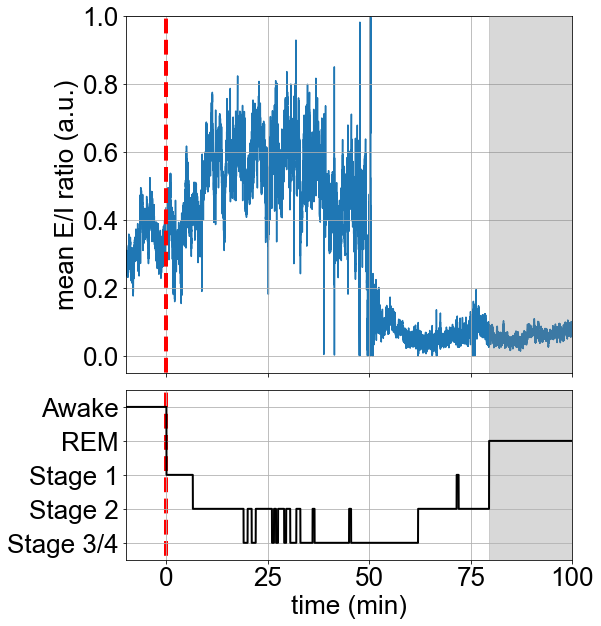 mean E/I ratio (a.u.)
1.0
0.8
0.6
0.4
0.2
0.0
Awake
REM
Stage 1
Stage 2
Stage 3/4
0 25 50 75 100
time (min)